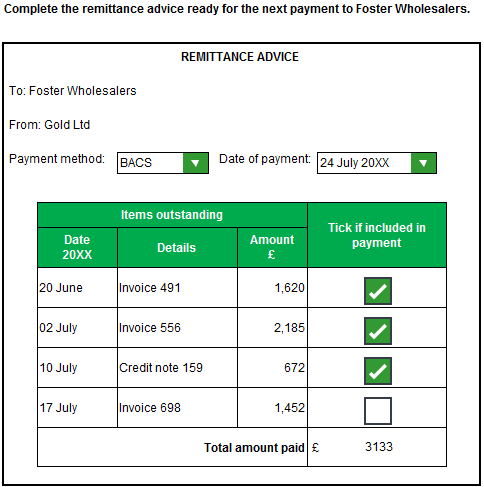 Complete the remittance advice ready for the next payment to Foster Wholesalers.
REMITTANCE ADVICE
To: Foster Wholesalers
From: Gold Ltd
Payment method: BACS Date of payment: 24 July 20XX
Items outstanding Tick if included in payment
Date 20XX Details Amount £
20 June Invoice 491 1,620
02 July Invoice 556 2,185
10 July Credit note 159 672
17 July Invoice 698 1,452
Total amount paid £ 3133